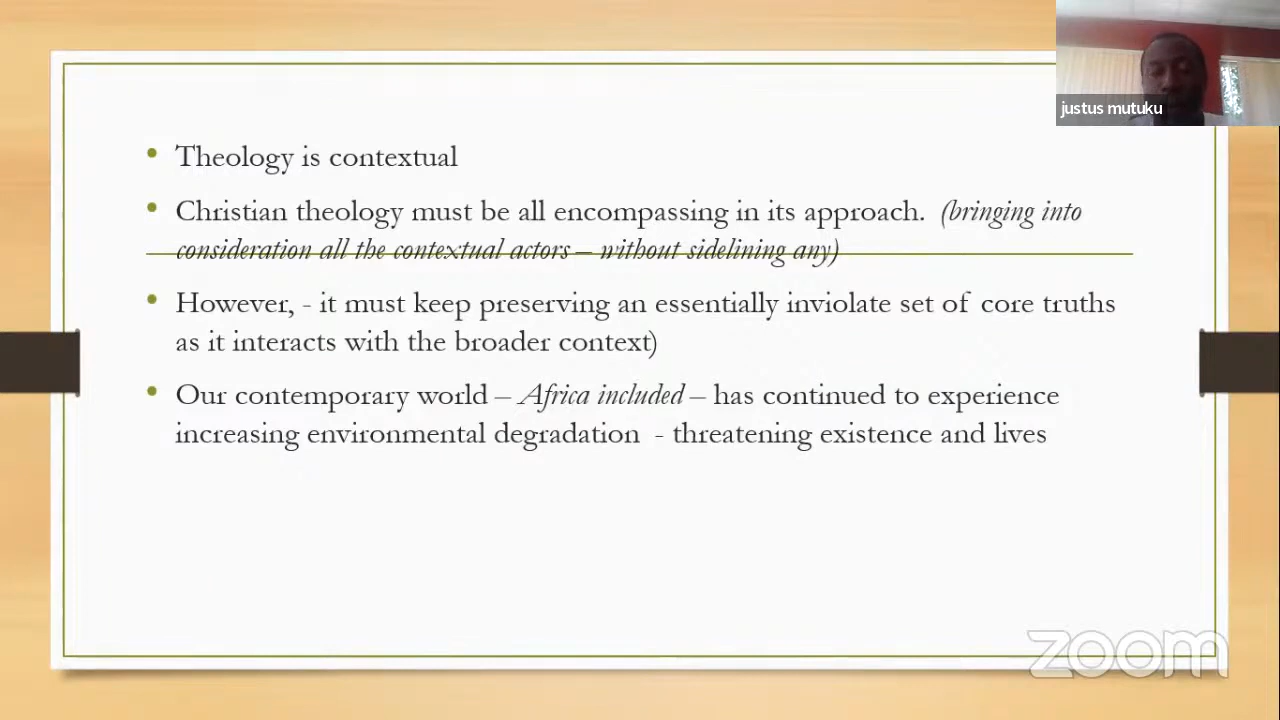 justus mutuku
• Theology is contextual
• Christian theology must be all encompassing in its approach. (bringing into
consideration all the contextual actors – without sidelining any)
• However, - it must keep preserving an essentially inviolate set of core truths
as it interacts with the broader context)
• Our contemporary world – Africa included – has continued to experience
increasing environmental degradation - threatening existence and lives
zoom